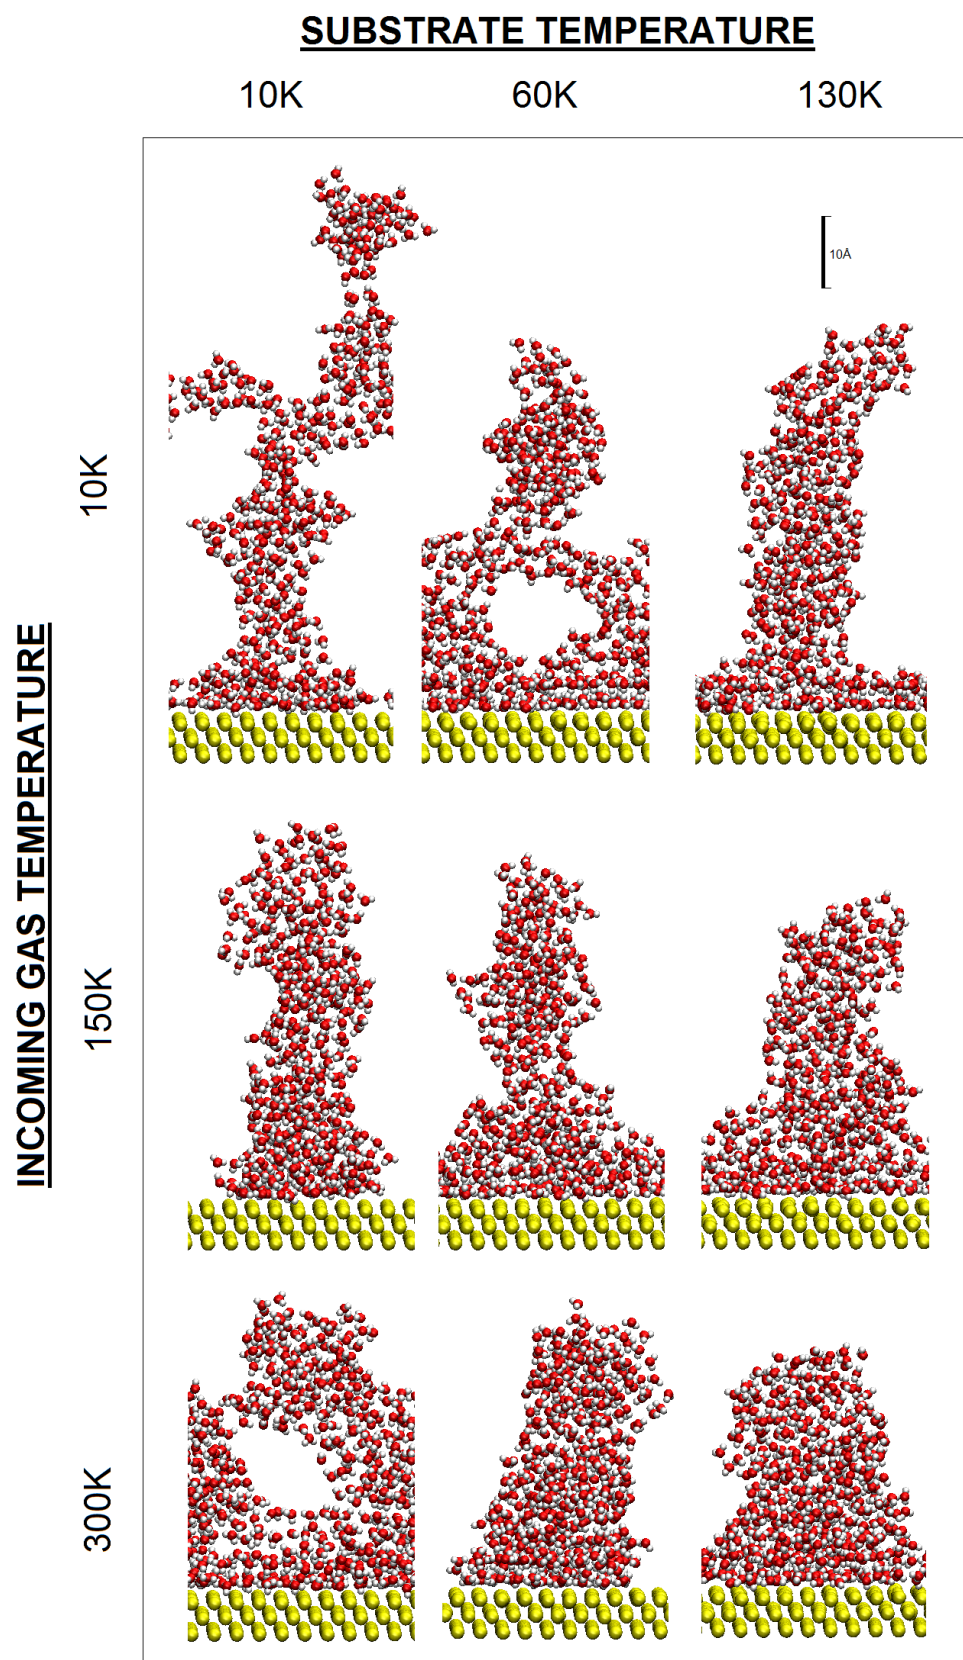 SUBSTRATE TEMPERATURE
10K 60K 130K
10Å
10K
INCOMING GAS TEMPERATURE
150K
300K